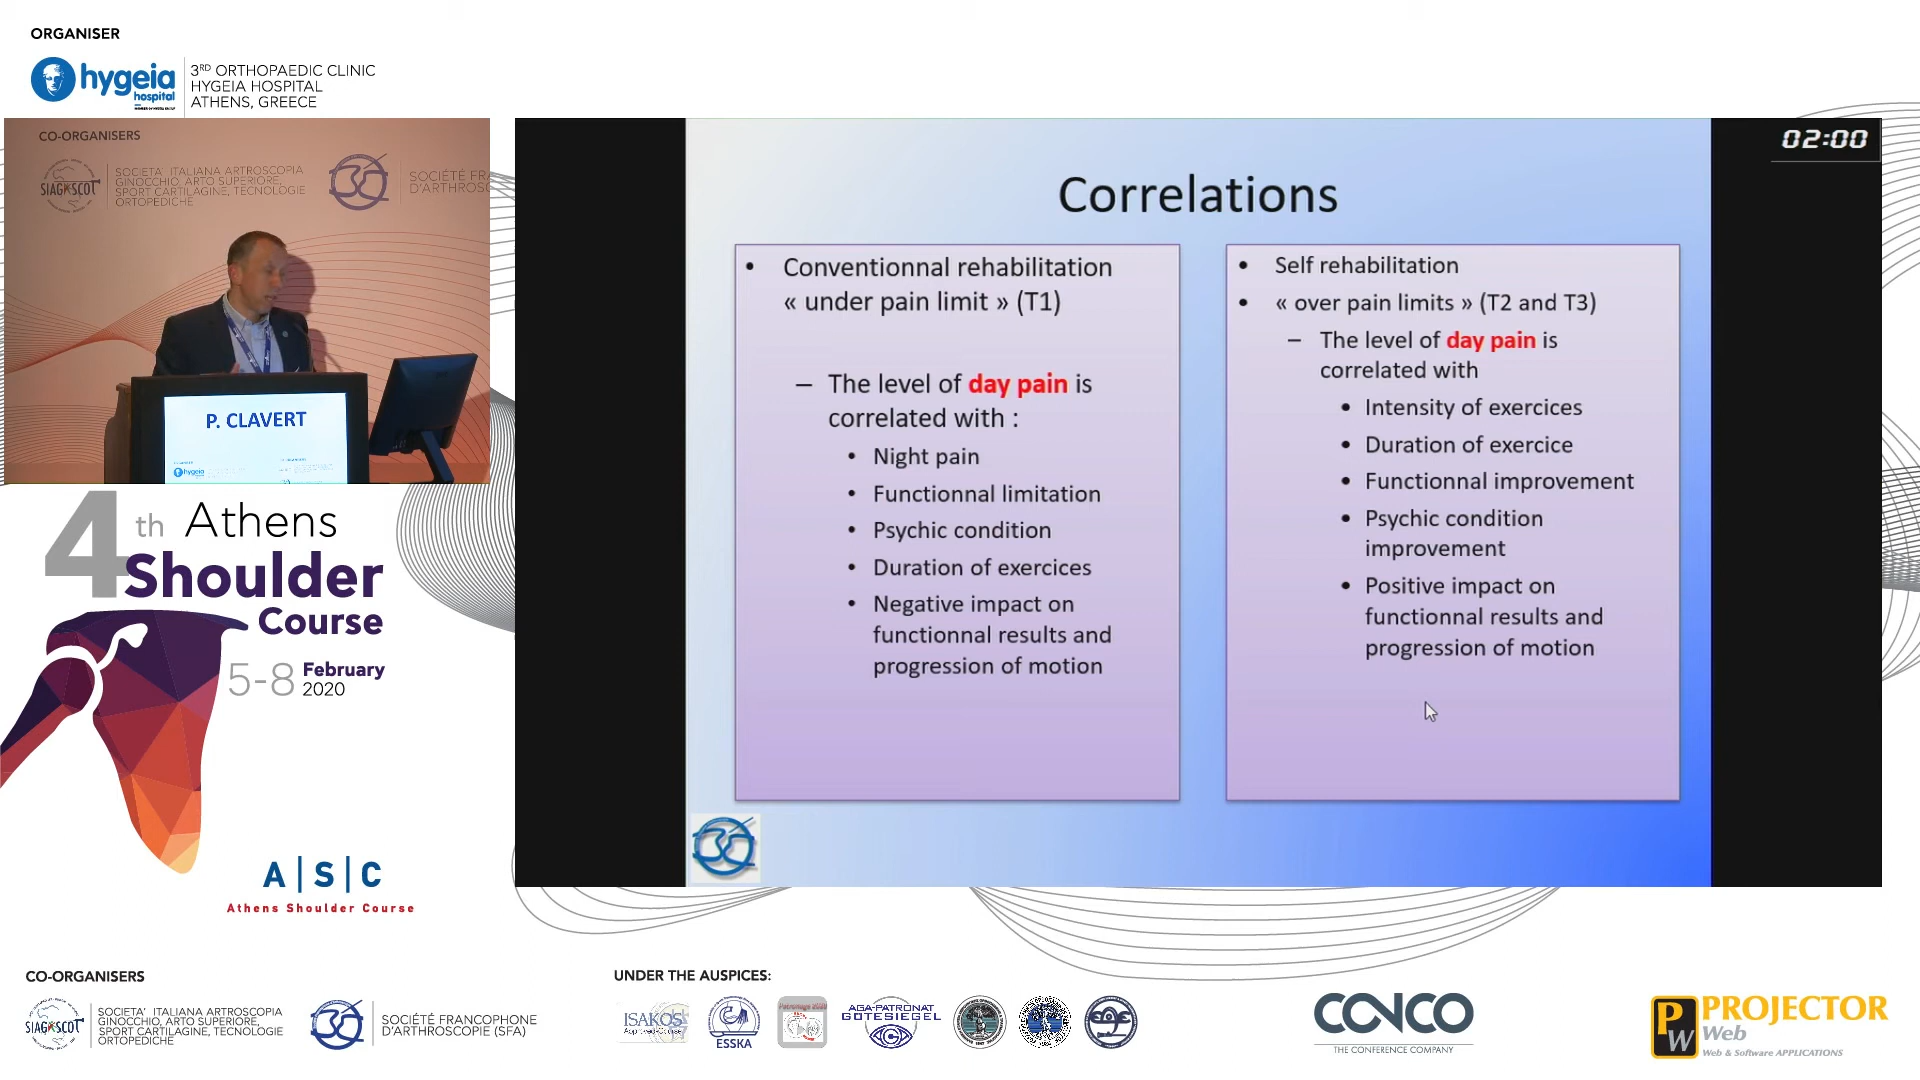 ORGANISER
hygeia
hospital
3RD ORTHOPAEDIC CLINIC
HYGEIA HOSPITAL
ATHENS, GREECE
CO-ORGANISERS
SIAGASCOT
SOCIETA' ITALIANA ARTROSCOPIA
GINOCCHIO, ARTO SUPERIORE,
SPORT CARTILAGINE, TECNOLOGIE
ORTOPEDICHE
SOCIÉTÉ FRA
D'ARTHROSC
P. CLAVERT
hygeia
02:00
Correlations
• Conventionnal rehabilitation
« under pain limit » (T1)
– The level of day pain is
correlated with :
• Night pain
• Functionnal limitation
• Psychic condition
• Duration of exercices
• Negative impact on
functionnal results and
progression of motion
• Self rehabilitation
• « over pain limits » (T2 and T3)
– The level of day pain is
correlated with
• Intensity of exercices
• Duration of exercice
• Functionnal improvement
• Psychic condition
improvement
• Positive impact on
functionnal results and
progression of motion
4th Athens
Shoulder
Course
5-8 February
2020
A|S|C
Athens Shoulder Course
CO-ORGANISERS
SIAGASCOT
SOCIETA' ITALIANA ARTROSCOPIA
GINOCCHIO, ARTO SUPERIORE,
SPORT CARTILAGINE, TECNOLOGIE
ORTOPEDICHE
SOCIÉTÉ FRANCOPHONE
D'ARTHROSCOPIE (SFA)
UNDER THE AUSPICES:
ISAKOS
ESSKA
AGA-PATRONAT
GOTESIEGEL
CONCO
THE CONFERENCE COMPANY
PW
PROJECTOR
Web
Web & Software APPLICATIONS